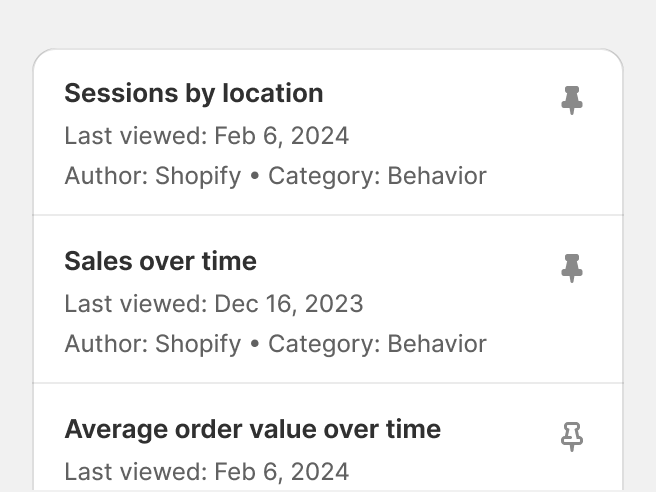 Sessions by location
Last viewed: Feb 6, 2024
Author: Shopify • Category: Behavior
Sales over time
Last viewed: Dec 16, 2023
Author: Shopify • Category: Behavior
Average order value over time
Last viewed: Feb 6, 2024